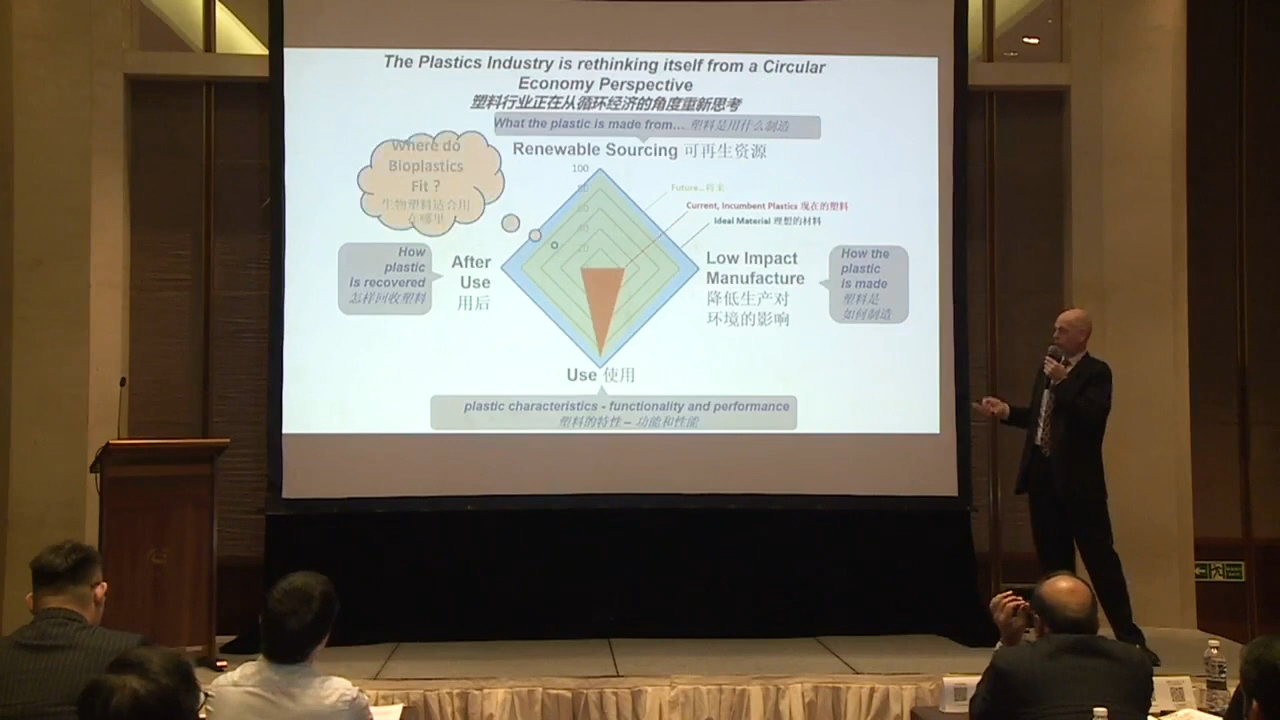 The Plastics Industry is rethinking itself from a Circular
Economy Perspective
塑料行业正在从循环经济的角度重新思考
What the plastic is made from... 塑料是用什么制造
Renewable Sourcing 可再生资源
Where do
Bioplastics
Fit ?
生物塑料适合用
在哪里
100
80
60
40
20
Future...将来
Current, Incumbent Plastics 现在的塑料
Ideal Material 理想的材料
How
plastic
is recovered
怎样回收塑料
After
Use
用后
Low Impact
Manufacture
降低生产对
环境的影响
How the
plastic
is made
塑料是
如何制造
Use 使用
plastic characteristics - functionality and performance
塑料的特性 – 功能和性能